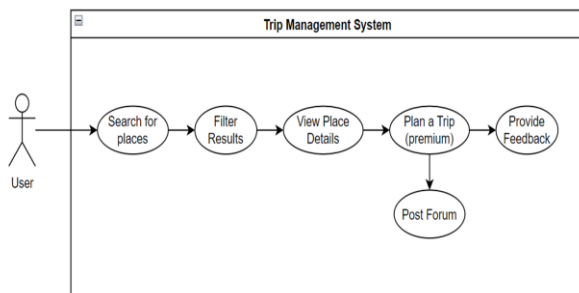 Trip Management System
Search for
places
Filter
Results
View Place
Details
Plan a Trip
(premium)
Provide
Feedback
User
Post Forum